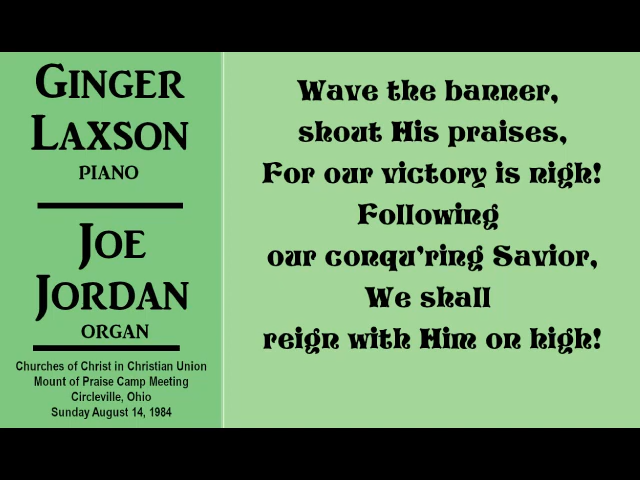 GINGER
LAXSON
PIANO
JOE
JORDAN
ORGAN
Churches of Christ in Christian Union
Mount of Praise Camp Meeting
Circleville, Ohio
Sunday August 14, 1984
Wave the banner,
shout His praises,
For our victory is nigh!
Following
our conqu'ring Savior,
We shall
reign with Him on high!